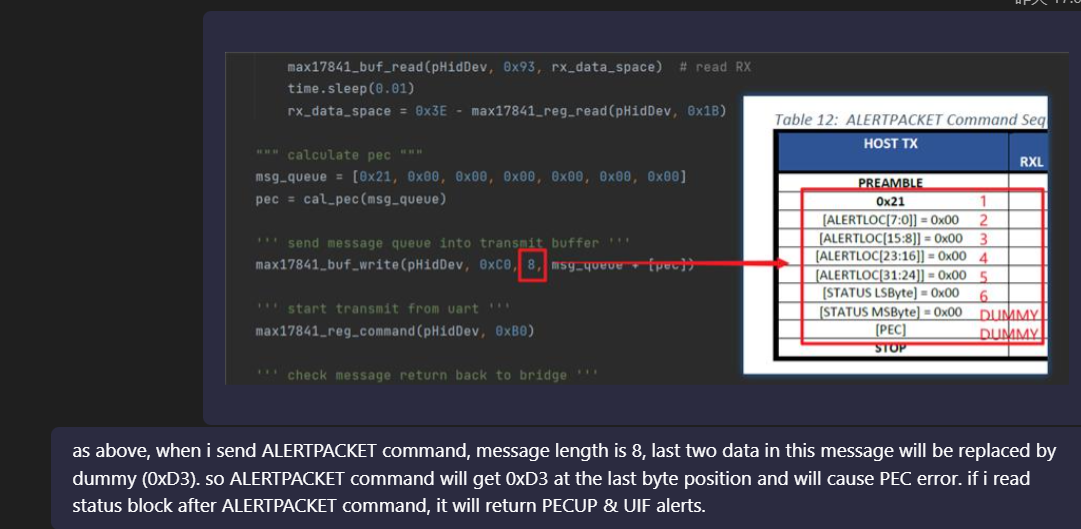 max17841_buf_read(pHidDev, 0x93, rx_data_space)  # read RX
time.sleep(0.01)
rx_data_space = 0x3E - max17841_reg_read(pHidDev, 0x1B)
""" calculate pec """
msg_queue = [0x21, 0x00, 0x00, 0x00, 0x00, 0x00, 0x00]
pec = cal_pec(msg_queue)
''' send message queue into transmit buffer '''
max17841_buf_write(pHidDev, 0xC0, 8, msg_queue + [pec])
''' start transmit from uart '''
max17841_reg_command(pHidDev, 0xB0)
''' check message return back to bridge '''
Table 12: ALERTPACKET Command Seq
HOST TX
RXL
PREAMBLE
0x21 1
[ALERTLOC[7:0]] = 0x00 2
[ALERTLOC[15:8]] = 0x00 3
[ALERTLOC[23:16]] = 0x00 4
[ALERTLOC[31:24]] = 0x00 5
[STATUS LSByte] = 0x00 6
[STATUS MSByte] = 0x00 DUMMY
[PEC] DUMMY
STOP
as above, when i send ALERTPACKET command, message length is 8, last two data in this message will be replaced by
dummy (0xD3). so ALERTPACKET command will get 0xD3 at the last byte position and will cause PEC error. if i read
status block after ALERTPACKET command, it will return PECUP & UIF alerts.